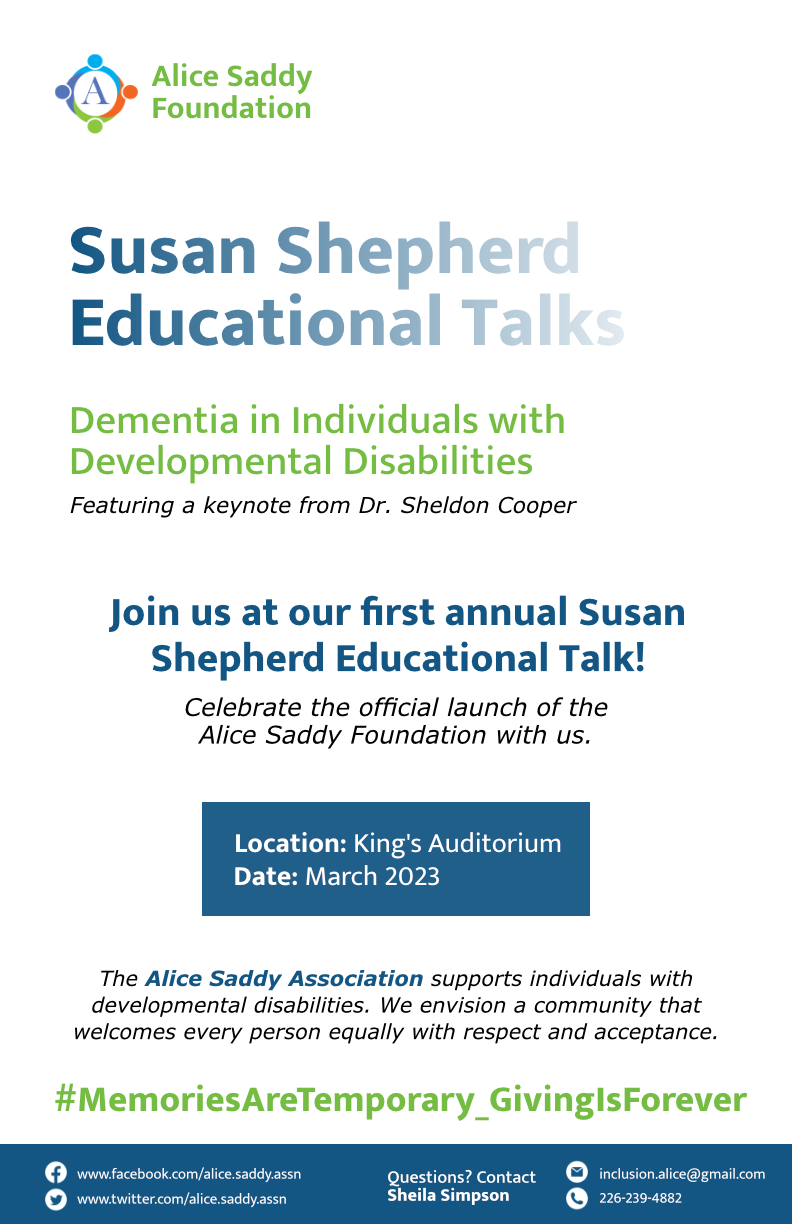 A
Alice Saddy
Foundation
Susan Shepherd
Educational Talks
Dementia in Individuals with
Developmental Disabilities
Featuring a keynote from Dr. Sheldon Cooper
Join us at our first annual Susan
Shepherd Educational Talk!
Celebrate the official launch of the
Alice Saddy Foundation with us.
Location: King's Auditorium
Date: March 2023
The Alice Saddy Association supports individuals with
developmental disabilities. We envision a community that
welcomes every person equally with respect and acceptance.
#MemoriesAreTemporary_GivingIsForever
www.facebook.com/alice.saddy.assn
www.twitter.com/alice.saddy.assn
Questions? Contact
Sheila Simpson
inclusion.alice@gmail.com
226-239-4882